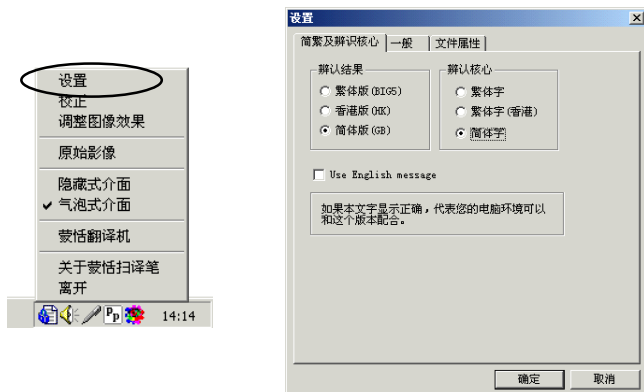 设置
校正
调整图像效果
原始影像
隐藏式介面
气泡式介面
蒙恬翻译机
关于蒙恬扫译笔
离开
Pp
14:14
设置
简繁及辨识核心 一般 文件属性
辨认结果
繁体版(BIG5)
香港版(HK)
简体版(GB)
辨认核心
繁体字
繁体字(香港)
简体字
Use English message
如果本文字显示正确，代表您的电脑环境可以
和这个版本配合。
确定 取消